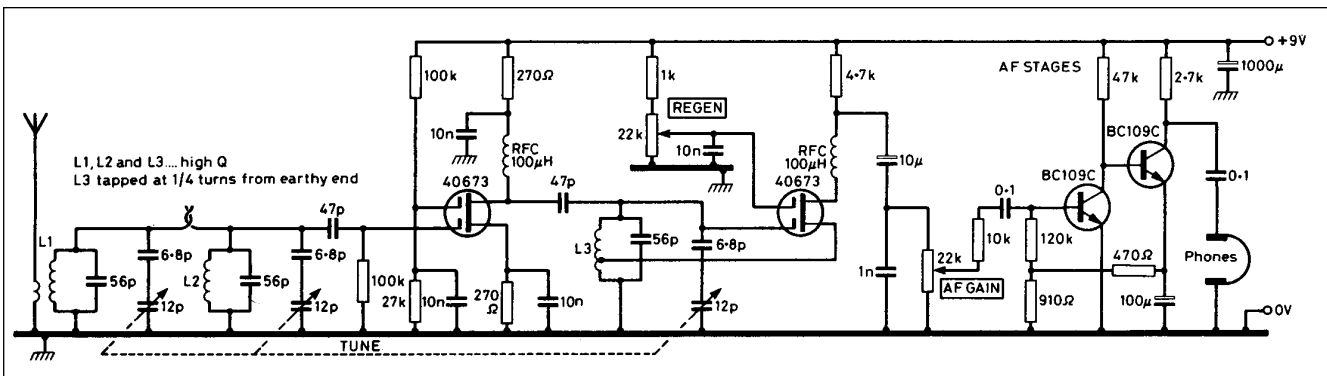 +9V
100k
270Ω
1k
4·7k
AF STAGES
47k
2·7k
1000μ
REGEN
BC109C
10n
22k
10n
RFC
100μH
RFC
100μH
10μ
L1, L2 and L3.... high Q
L3 tapped at 1/4 turns from earthy end
40673
40673
BC109C
0·1
0·1
47p
47p
L1
56p
6·8p
L2
56p
6·8p
L3
56p
6·8p
10k
120k
470Ω
Phones
22k
AF GAIN
12p
12p
100k
27k
10n
270
Ω
10n
12p
1n
910Ω
100μ
0V
TUNE